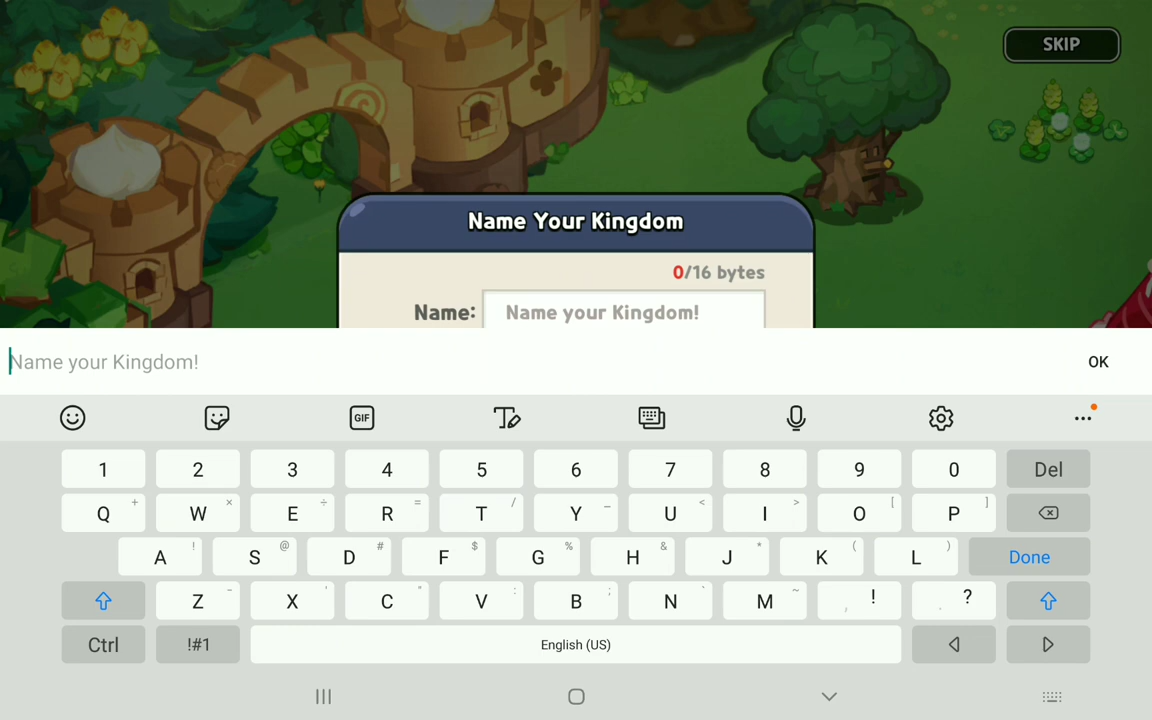 SKIP
Name Your Kingdom
0/16 bytes
Name: Name your Kingdom!
Name your Kingdom! OK
GIF
1 2 3 4 5 6 7 8 9 0 Del
Q + W × E ÷ R = T / Y _ U < I > O [ P ]
A ! S @ D # F $ G % H & J * K ( L ) Done
Z - X ' C " V : B ; N ` M ~ , ! . ?
Ctrl !#1 English (US)